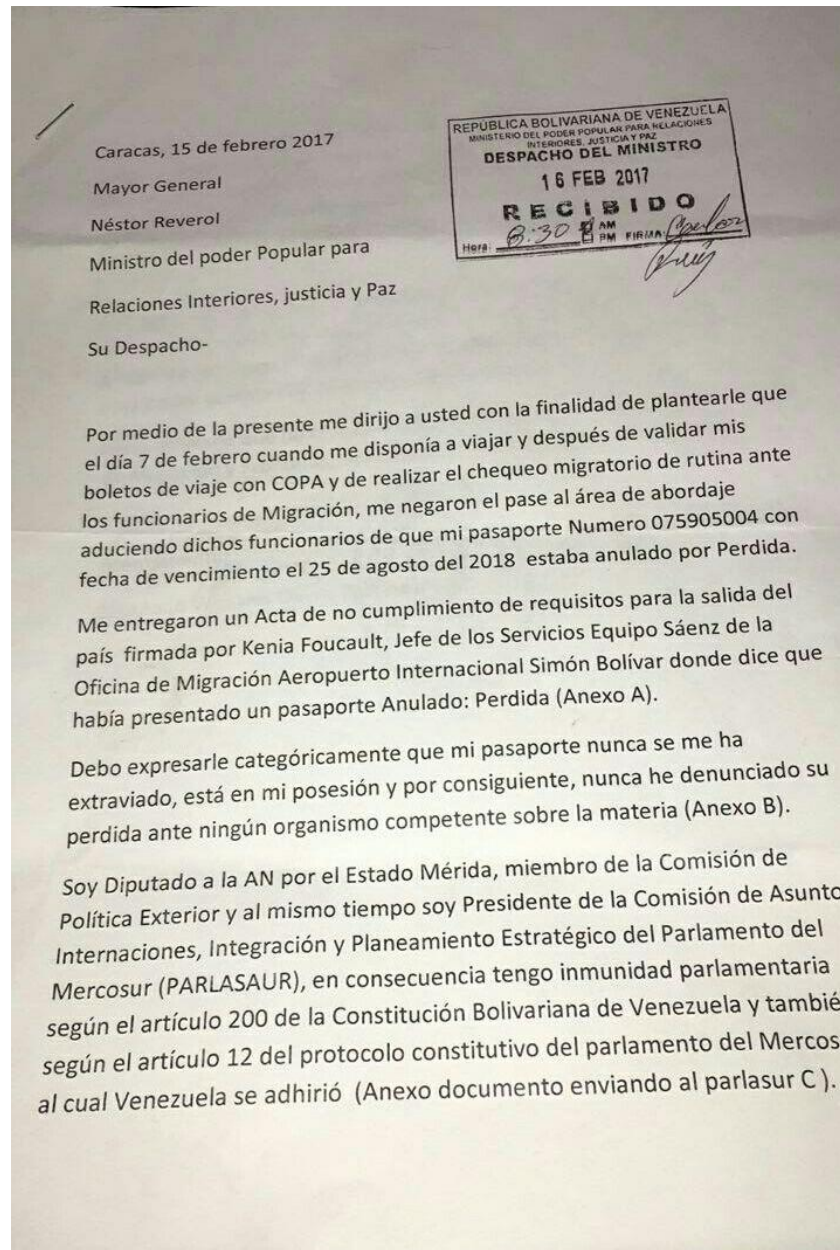 Caracas, 15 de febrero 2017
Mayor General
Néstor Reverol
Ministro del poder Popular para
Relaciones Interiores, justicia y Paz
Su Despacho-
REPÚBLICA BOLIVARIANA DE VENEZUELA
MINISTERIO DEL PODER POPULAR PARA RELACIONES
INTERIORES, JUSTICIA Y PAZ
DESPACHO DEL MINISTRO
16 FEB 2017
RECIBIDO
Hora: 8:30 AM
PM FIRMA:
Por medio de la presente me dirijo a usted con la finalidad de plantearle que
el día 7 de febrero cuando me disponía a viajar y después de validar mis
boletos de viaje con COPA y de realizar el chequeo migratorio de rutina ante
los funcionarios de Migración, me negaron el pase al área de abordaje
aduciendo dichos funcionarios de que mi pasaporte Numero 075905004 con
fecha de vencimiento el 25 de agosto del 2018 estaba anulado por Perdida.
Me entregaron un Acta de no cumplimiento de requisitos para la salida del
país firmada por Kenia Foucault, Jefe de los Servicios Equipo Sáenz de la
Oficina de Migración Aeropuerto Internacional Simón Bolívar donde dice que
había presentado un pasaporte Anulado: Perdida (Anexo A).
Debo expresarle categóricamente que mi pasaporte nunca se me ha
extraviado, está en mi posesión y por consiguiente, nunca he denunciado su
perdida ante ningún organismo competente sobre la materia (Anexo B).
Soy Diputado a la AN por el Estado Mérida, miembro de la Comisión de
Política Exterior y al mismo tiempo soy Presidente de la Comisión de Asunto
Internaciones, Integración y Planeamiento Estratégico del Parlamento del
Mercosur (PARLASAUR), en consecuencia tengo inmunidad parlamentaria
según el artículo 200 de la Constitución Bolivariana de Venezuela y tambié
según el artículo 12 del protocolo constitutivo del parlamento del Mercos
al cual Venezuela se adhirió (Anexo documento enviando al parlasur C ).